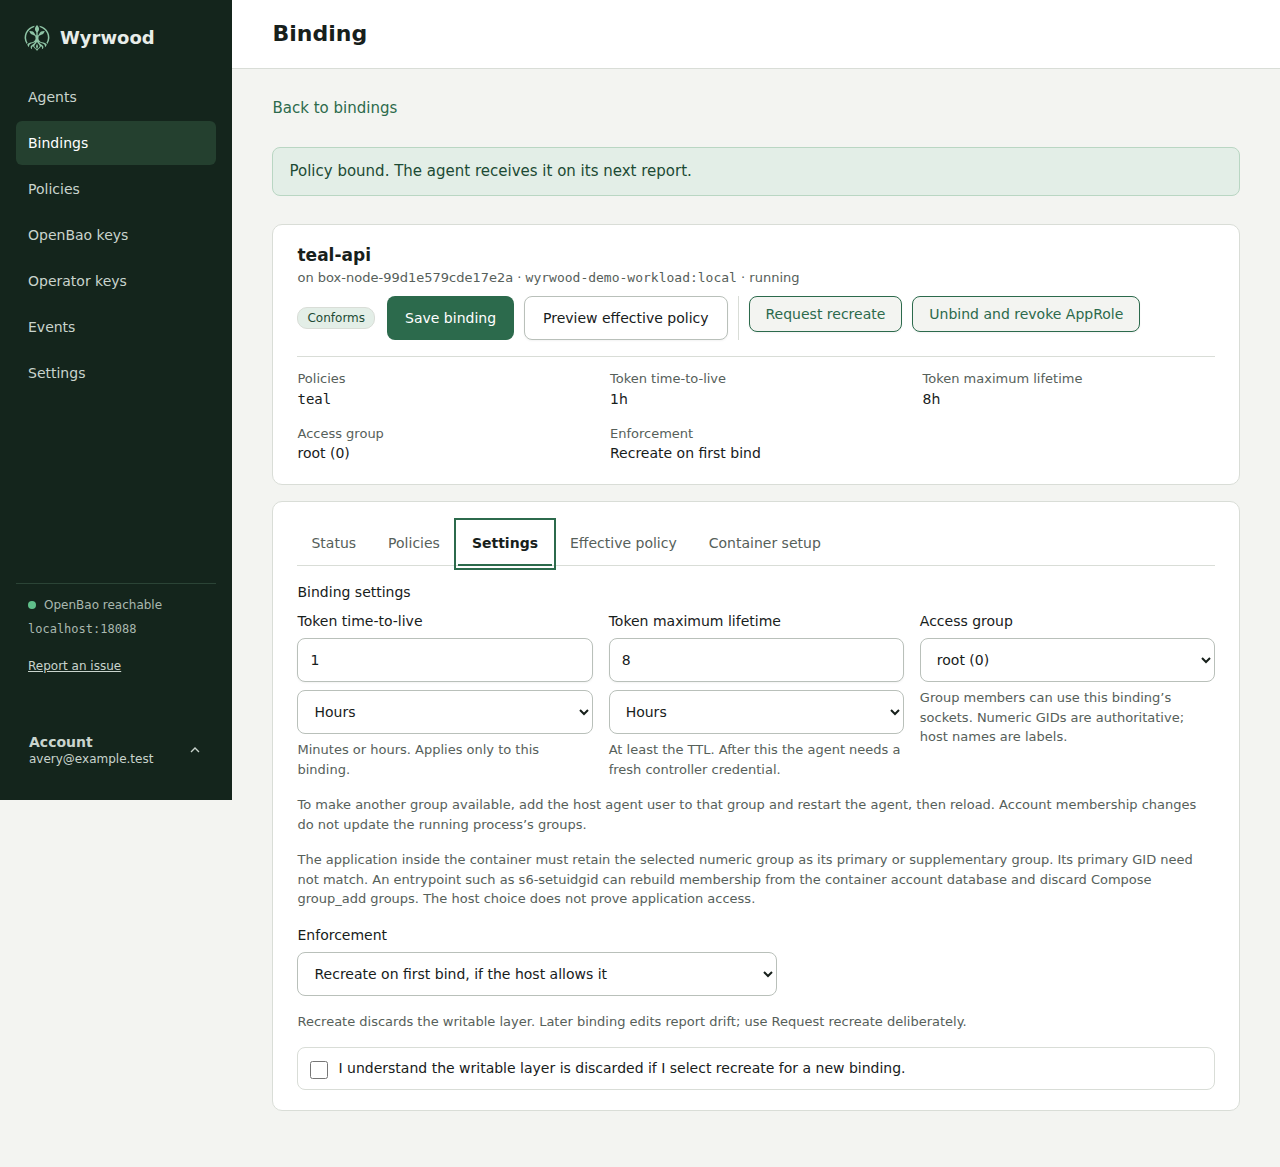 Wyrwood
Agents
Bindings
Policies
OpenBao keys
Operator keys
Events
Settings
OpenBao reachable
localhost:18088
Report an issue
Account
avery@example.test
Binding
Back to bindings
Policy bound. The agent receives it on its next report.
teal-api
on box-node-99d1e579cde17e2a · wyrwood-demo-workload:local · running
Conforms
Save binding
Preview effective policy
Request recreate
Unbind and revoke AppRole
Policies
teal
Token time-to-live
1h
Token maximum lifetime
8h
Access group
root (0)
Enforcement
Recreate on first bind
Status
Policies
Settings
Effective policy
Container setup
Binding settings
Token time-to-live
1
Hours
Minutes or hours. Applies only to this
binding.
Token maximum lifetime
8
Hours
At least the TTL. After this the agent needs a
fresh controller credential.
Access group
root (0)
Group members can use this binding’s
sockets. Numeric GIDs are authoritative;
host names are labels.
To make another group available, add the host agent user to that group and restart the agent, then reload. Account membership changes
do not update the running process’s groups.
The application inside the container must retain the selected numeric group as its primary or supplementary group. Its primary GID need
not match. An entrypoint such as s6-setuidgid can rebuild membership from the container account database and discard Compose
group_add groups. The host choice does not prove application access.
Enforcement
Recreate on first bind, if the host allows it
Recreate discards the writable layer. Later binding edits report drift; use Request recreate deliberately.
I understand the writable layer is discarded if I select recreate for a new binding.